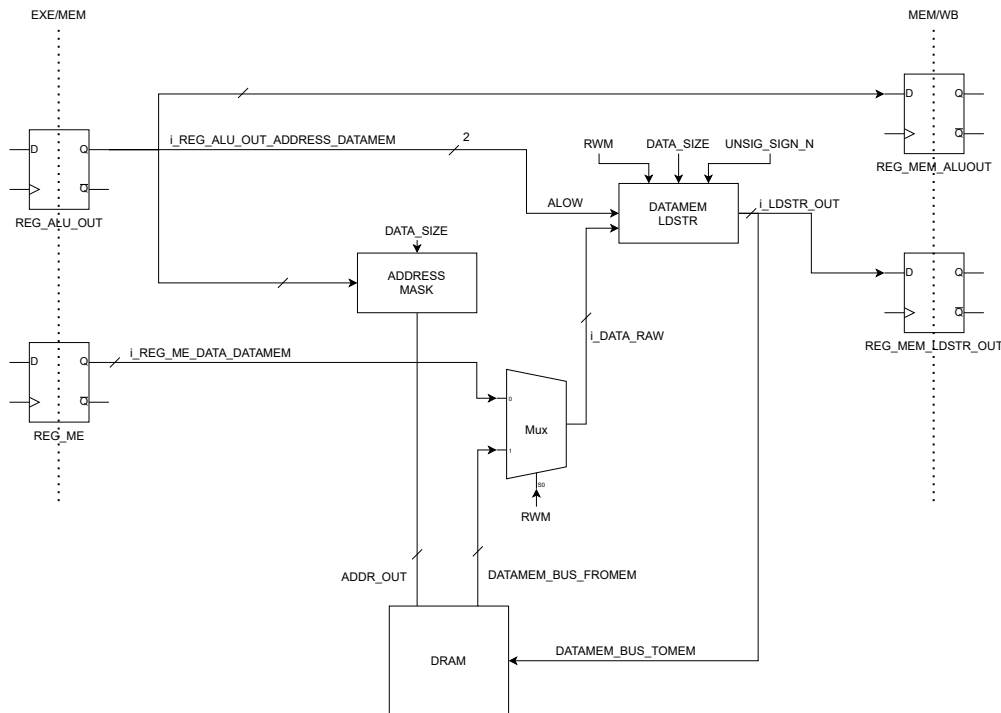 EXE/MEM
MEM/WB
D
Q
Q
REG_MEM_ALUOUT
i_REG_ALU_OUT_ADDRESS_DATAMEM
2
D
Q
Q
REG_ALU_OUT
RWM
DATA_SIZE
UNSIG_SIGN_N
ALOW
DATAMEM
LDSTR
i_LDSTR_OUT
DATA_SIZE
ADDRESS
MASK
D
Q
Q
REG_MEM_LDSTR_OUT
i_DATA_RAW
i_REG_ME_DATA_DATAMEM
D
Q
Q
REG_ME
0
Mux
1
S0
RWM
ADDR_OUT
DATAMEM_BUS_FROMEM
DATAMEM_BUS_TOMEM
DRAM